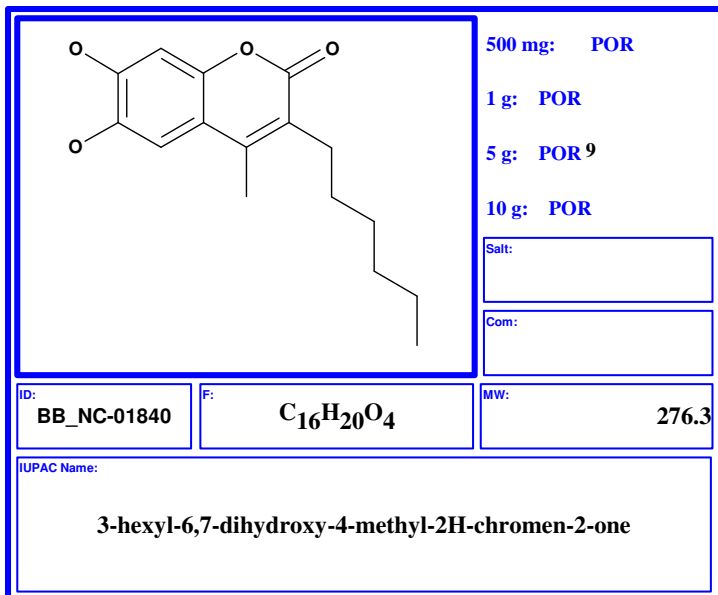 O
O
O
O
500 mg: POR
1 g: POR
5 g: POR 9
10 g: POR
Salt:
Com:
ID:
BB_NC-01840
F:
C16H20O4
MW:
276.3
IUPAC Name:
3-hexyl-6,7-dihydroxy-4-methyl-2H-chromen-2-one